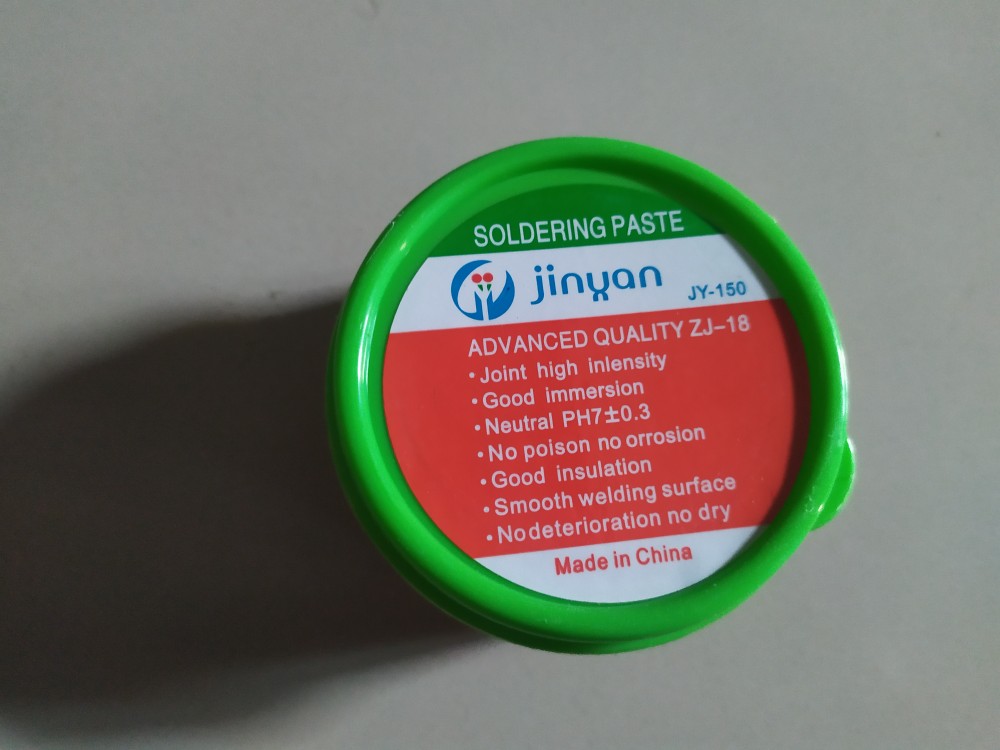 SOLDERING PASTE
jinyan
JY-150
ADVANCED QUALITY ZJ-18
• Joint high inlensity
• Good immersion
• Neutral PH7±0.3
• No poison no orrosion
• Good insulation
• Smooth welding surface
• Nodeterioration no dry
Made in China